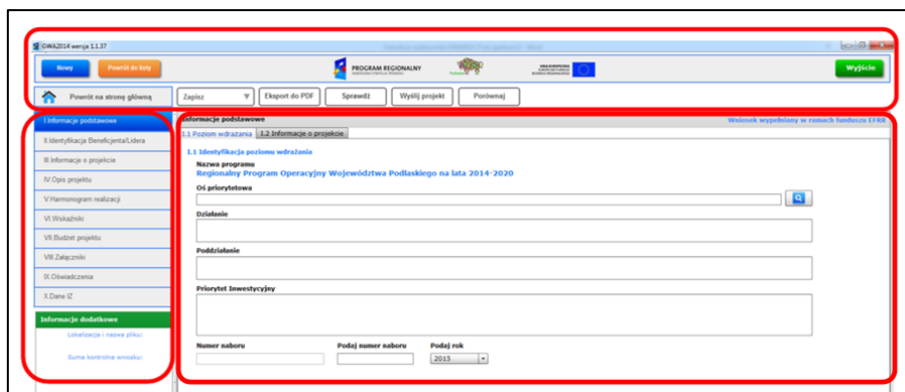 GWA2014 wersja 1.1.37
Nowy Powrót do listy PROGRAM REGIONALNY Wyjście
Powrót na stronę główną Zapisz Eksport do PDF Sprawdź Wyślij projekt Porównaj
I.Informacje podstawowe
II.Identyfikacja Beneficjenta/Lidera
III.Informacje o projekcie
IV.Opis projektu
V.Harmonogram realizacji
VI.Wskaźniki
VII.Budżet projektu
VIII.Załączniki
IX.Oświadczenia
X.Dane IZ
Informacje dodatkowe
Lokalizacja i nazwa pliku:
Suma kontrolna wniosku:
Informacje podstawowe Wniosek wypełniany w ramach funduszu EFRR
I.1 Poziom wdrażania I.2 Informacje o projekcie
I.1 Identyfikacja poziomu wdrażania
Nazwa programu
Regionalny Program Operacyjny Województwa Podlaskiego na lata 2014-2020
Oś priorytetowa
Działanie
Poddziałanie
Priorytet Inwestycyjny
Numer naboru Podaj numer naboru Podaj rok
2015